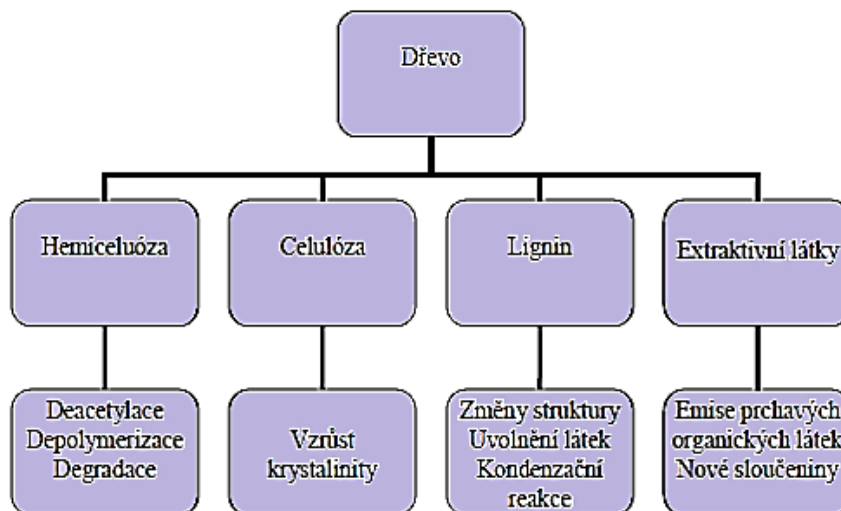 Dřevo
Hemiceluóza
Celulóza
Lignin
Extraktivní látky
Deacetylace
Depolymerizace
Degradace
Vzrůst
krystalinity
Změny struktury
Uvolnění látek
Kondenzační
reakce
Emise prchavých
organických látek
Nové sloučeniny